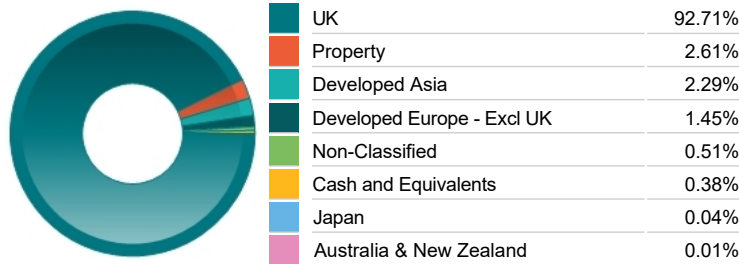 UK 92.71%
Property 2.61%
Developed Asia 2.29%
Developed Europe - Excl UK 1.45%
Non-Classified 0.51%
Cash and Equivalents 0.38%
Japan 0.04%
Australia & New Zealand 0.01%